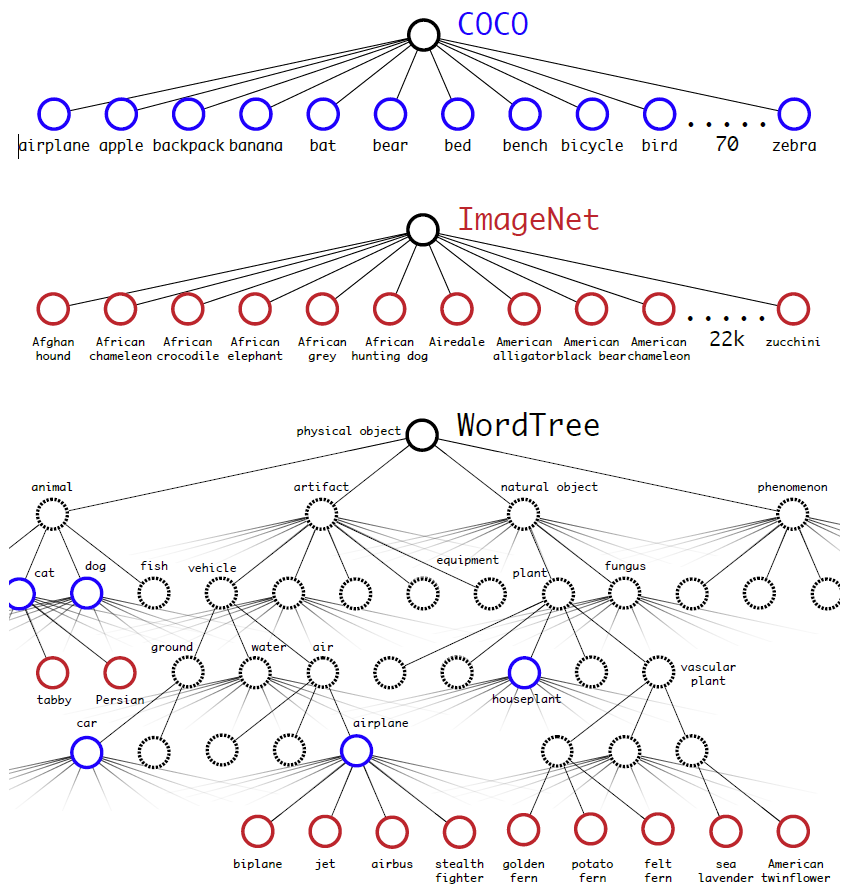 COCO
airplane apple backpack banana bat bear bed bench bicycle bird 70 zebra
ImageNet
Afghan African African African African African Airedale American American American 22k zucchini
hound chameleon crocodile elephant grey hunting dog alligator black bear chameleon
WordTree
physical object
animal artifact natural object phenomenon
cat dog fish vehicle equipment plant fungus
ground water air
tabby Persian houseplant vascular
plant
car airplane
biplane jet airbus stealth golden potato felt sea American
fighter fern fern fern lavender twinflower